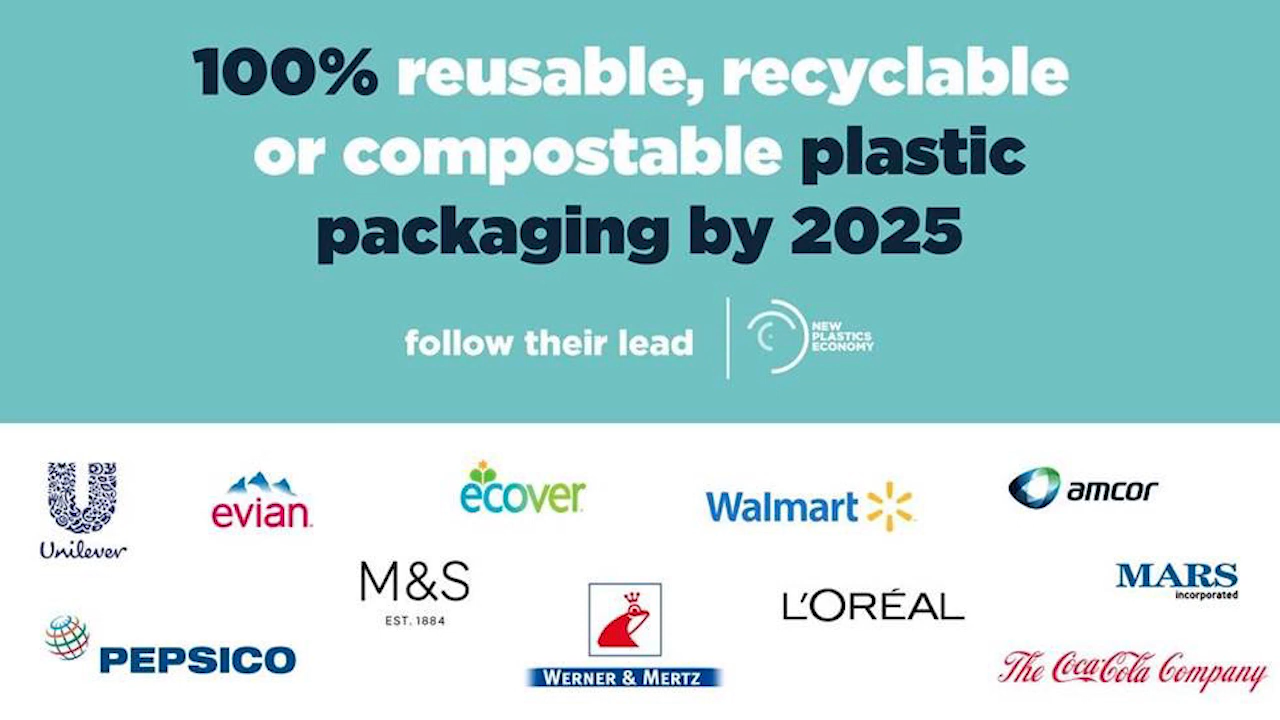 100% reusable, recyclable
or compostable plastic
packaging by 2025
follow their lead
NEW
PLASTICS
ECONOMY
Unilever
evian
ecover
Walmart
amcor
M&S
EST. 1884
WERNER & MERTZ
L'ORÉAL
MARS
incorporated
PEPSICO
The Coca-Cola Company